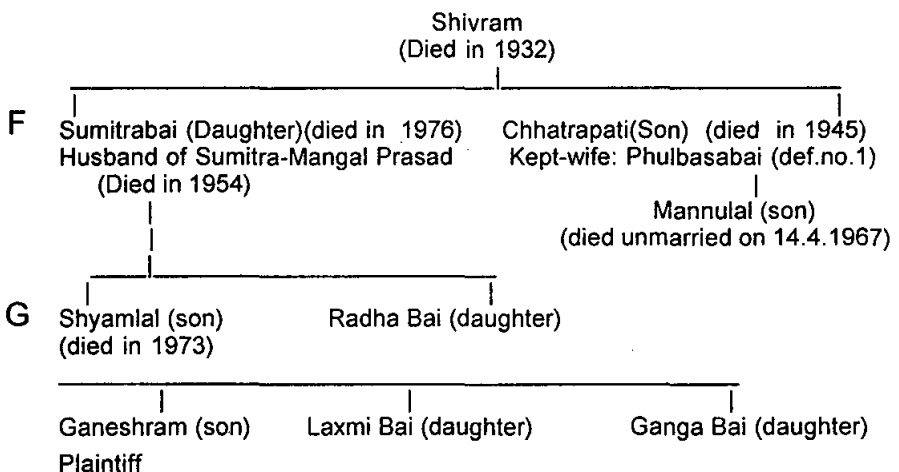 Shivram
(Died in 1932)
F
Sumitrabai (Daughter)(died in 1976)
Chhatrapati(Son) (died in 1945)
Husband of Sumitra-Mangal Prasad
Kept-wife: Phulbasabai (def.no.1)
(Died in 1954)
Mannulal (son)
(died unmarried on 14.4.1967)
G
Shyamlal (son)
Radha Bai (daughter)
(died in 1973)
Ganeshram (son)
Laxmi Bai (daughter)
Ganga Bai (daughter)
Plaintiff